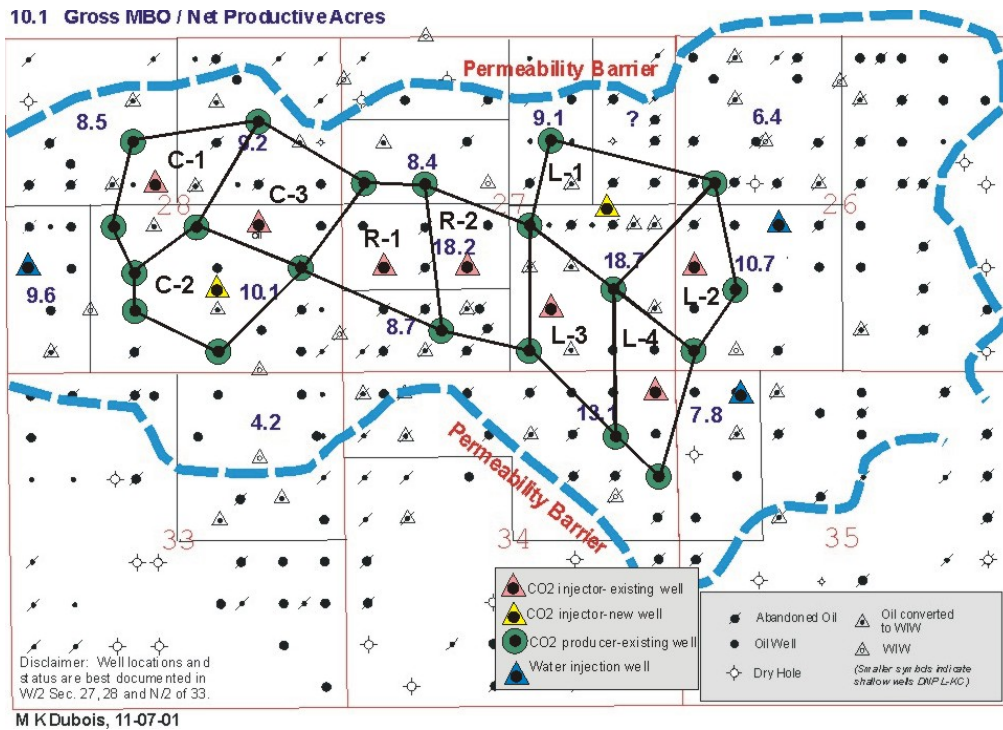 10.1 Gross MBO / Net Productive Acres
Permeability Barrier
8.5
9.2
9.1
?
6.4
C-1
8.4
L-1
C-3
28
27
26
R-1
R-2
18.2
18.7
10.7
C-2
9.6
10.1
8.7
L-2
L-3
L-4
4.2
13.1
7.8
Permeability Barrier
33
34
35
CO2 injector- existing well
CO2 injector-new well
CO2 producer-existing well
Water injection well
Abandoned Oil
Oil Well
Dry Hole
Oil converted
to WIW
WIW
(Smaller symbols indicate
shallow wells DNP L-KC)
Disclaimer: Well locations and
status are best documented in
W/2 Sec. 27, 28 and N/2 of 33.
M K Dubois, 11-07-01